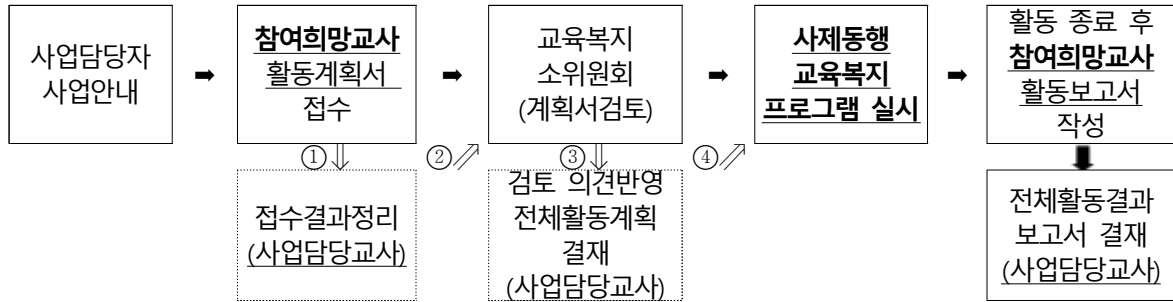 사업담당자
사업안내
➡
참여희망교사
활동계획서
접수
➡
교육복지
소위원회
(계획서검토)
➡
사제동행
교육복지
프로그램 실시
➡
활동 종료 후
참여희망교사
활동보고서
작성
①⇓
②⇗
③⇓
④⇗
접수결과정리
(사업담당교사)
검토 의견반영
전체활동계획
결재
(사업담당교사)
전체활동결과
보고서 결재
(사업담당교사)